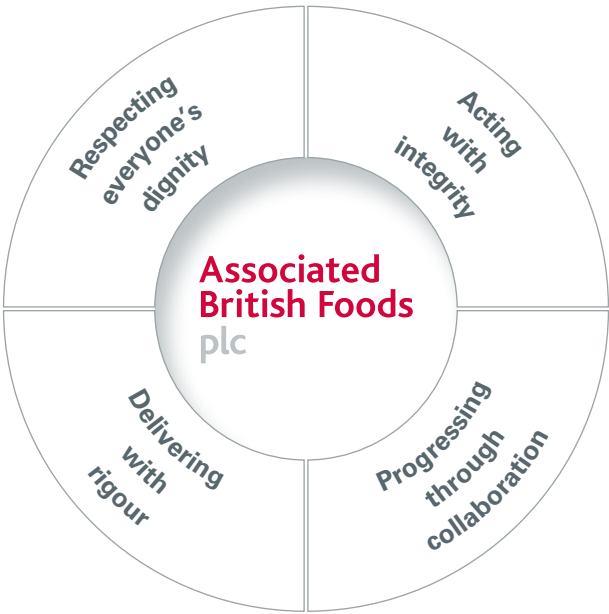 Respecting
everyone's
dignity
Acting
with
integrity
Associated
British Foods
plc
Delivering
with
rigour
Progressing
through
collaboration